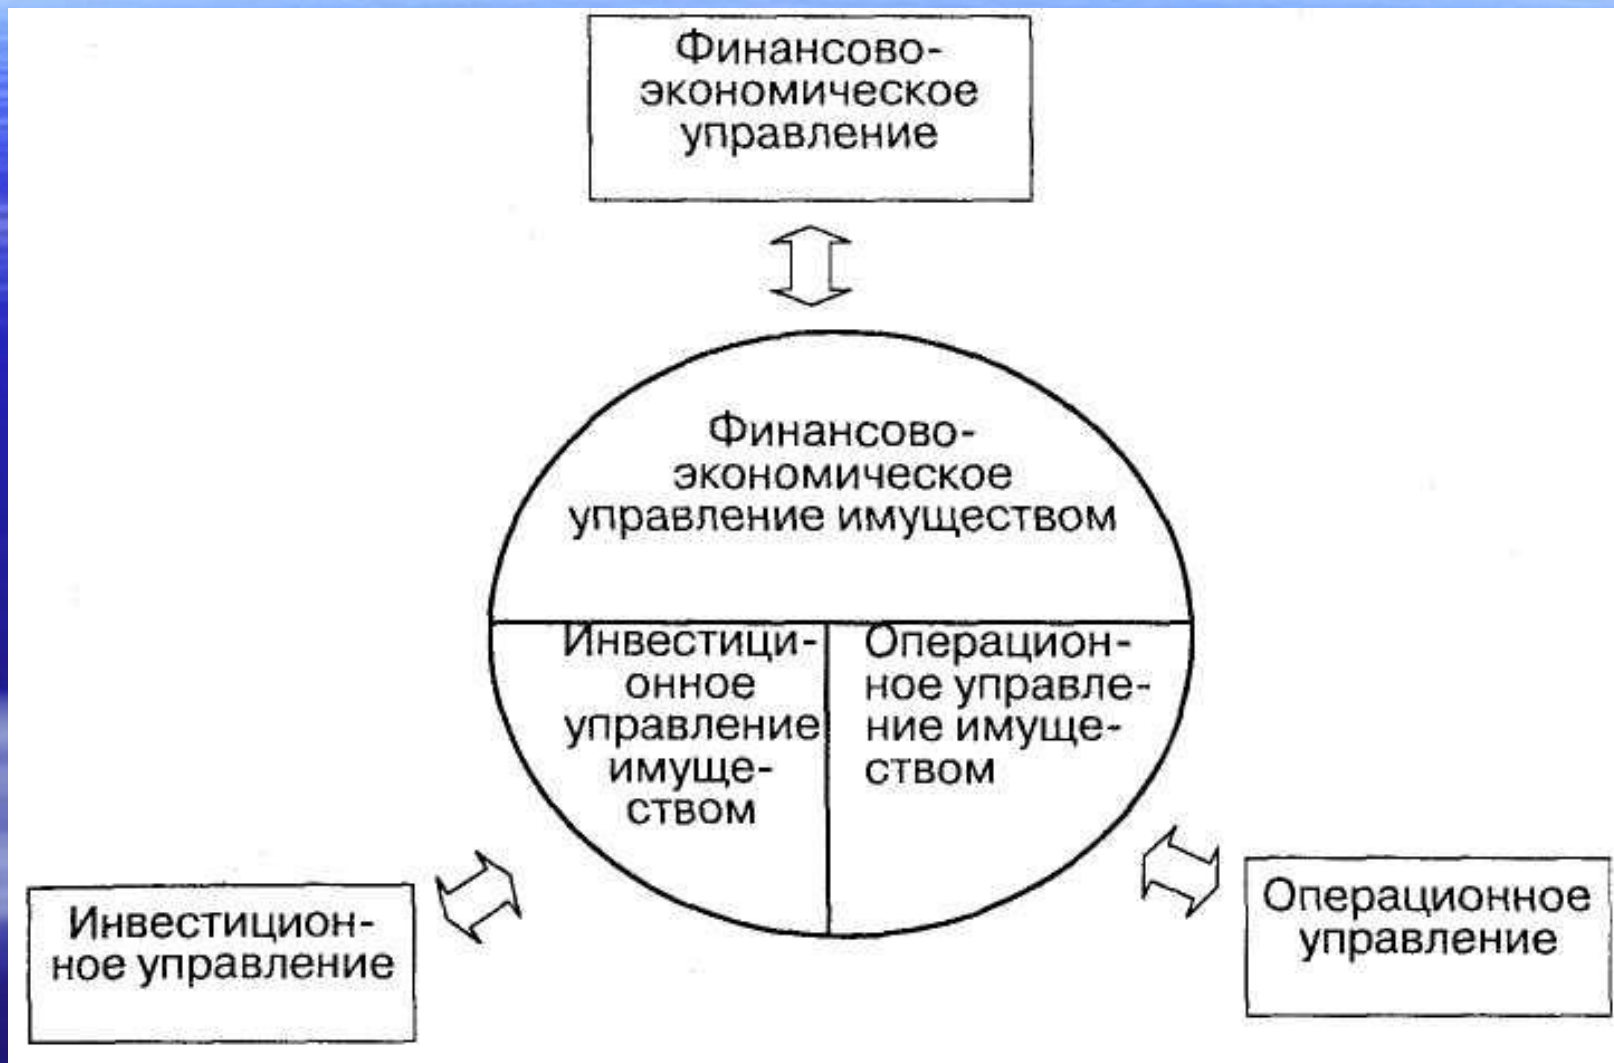 Финансово-
экономическое
управление
Финансово-
экономическое
управление имуществом
Инвестици-
онное
управление
имуще-
ством
Операцион-
ное управле-
ние имуще-
ством
Инвестицион-
ное управление
Операционное
управление